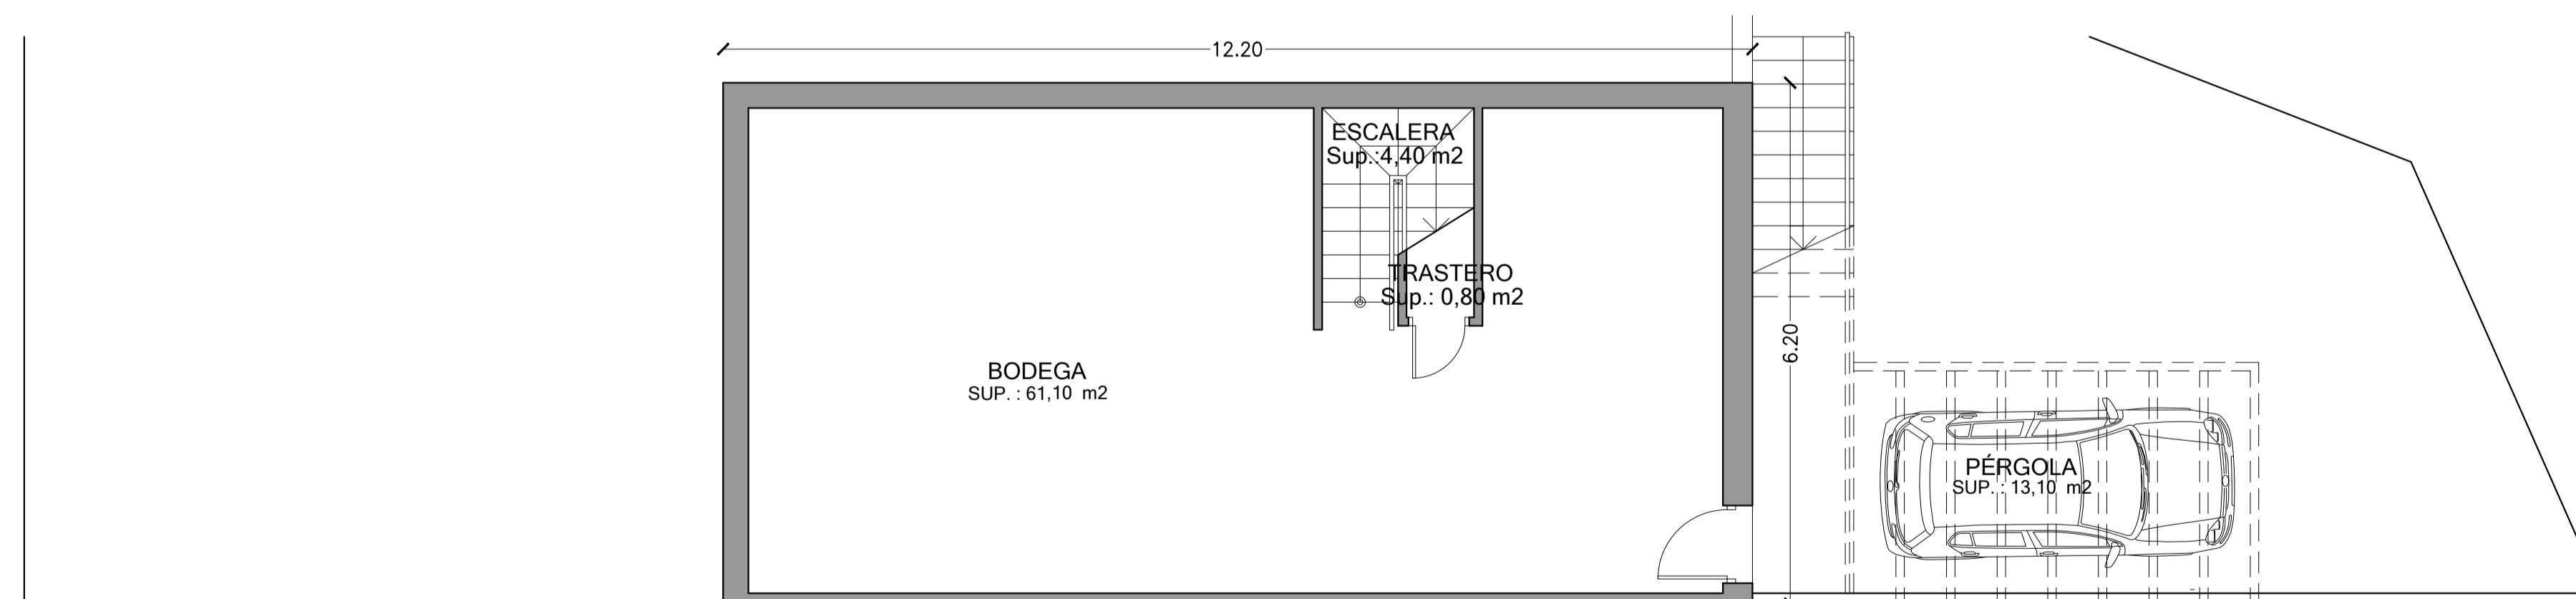 12.20
ESCALERA
Sup.:4,40 m2
TRASTERO
Sup.: 0,80 m2
6.20
BODEGA
SUP. : 61,10 m2
PÉRGOLA
SUP. : 13,10 m2